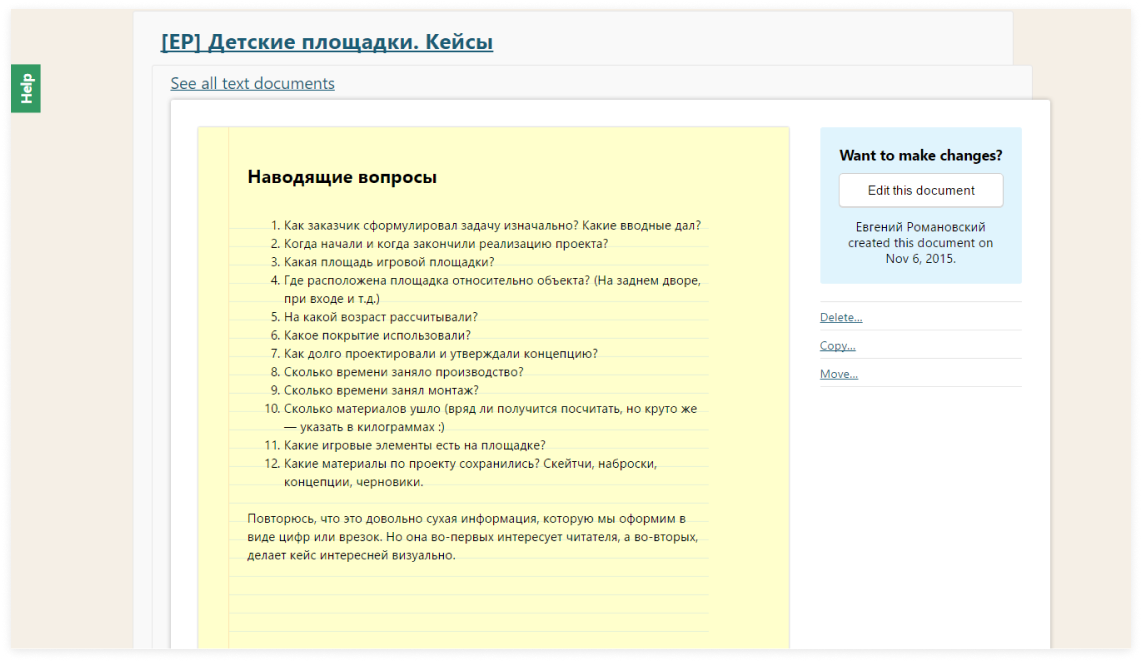 [EP] Детские площадки. Кейсы
Help
See all text documents
Наводящие вопросы
1. Как заказчик сформулировал задачу изначально? Какие вводные дал?
2. Когда начали и когда закончили реализацию проекта?
3. Какая площадь игровой площадки?
4. Где расположена площадка относительно объекта? (На заднем дворе,
при входе и т.д.)
5. На какой возраст рассчитывали?
6. Какое покрытие использовали?
7. Как долго проектировали и утверждали концепцию?
8. Сколько времени заняло производство?
9. Сколько времени занял монтаж?
10. Сколько материалов ушло (вряд ли получится посчитать, но круто же
— указать в килограммах :)
11. Какие игровые элементы есть на площадке?
12. Какие материалы по проекту сохранились? Скейтчи, наброски,
концепции, черновики.
Повторюсь, что это довольно сухая информация, которую мы оформим в
виде цифр или врезок. Но она во-первых интересует читателя, а во-вторых,
делает кейс интересней визуально.
Want to make changes?
Edit this document
Евгений Романовский
created this document on
Nov 6, 2015.
Delete...
Copy...
Move...